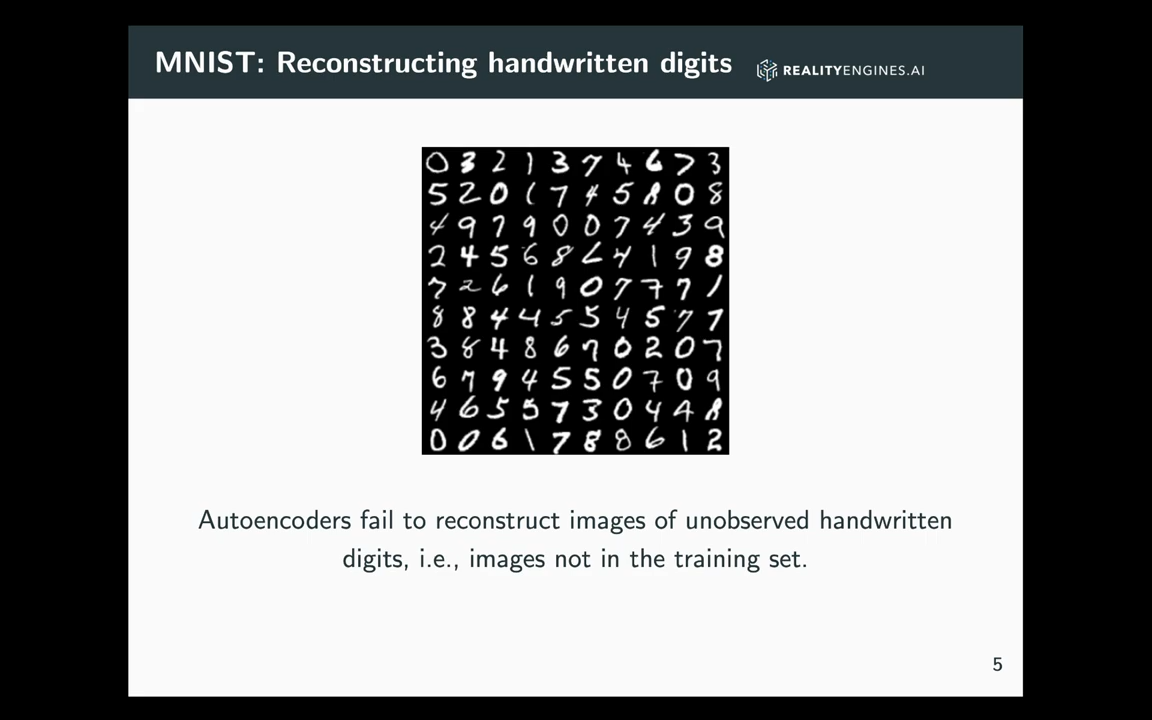 MNIST: Reconstructing handwritten digits
REALITYENGINES.AI
0 3 2 1 3 7 4 6 7 3
5 2 0 1 7 4 5 8 0 8
4 9 7 9 0 0 7 4 3 9
2 4 5 6 8 6 4 1 9 8
7 2 6 1 9 0 7 7 7 1
8 8 4 4 5 5 4 5 7 7
3 8 4 8 6 7 0 2 0 7
6 7 9 4 5 5 0 7 0 9
4 6 5 5 7 3 0 4 4 8
0 0 6 1 7 8 8 6 1 2
Autoencoders fail to reconstruct images of unobserved handwritten
digits, i.e., images not in the training set.
5